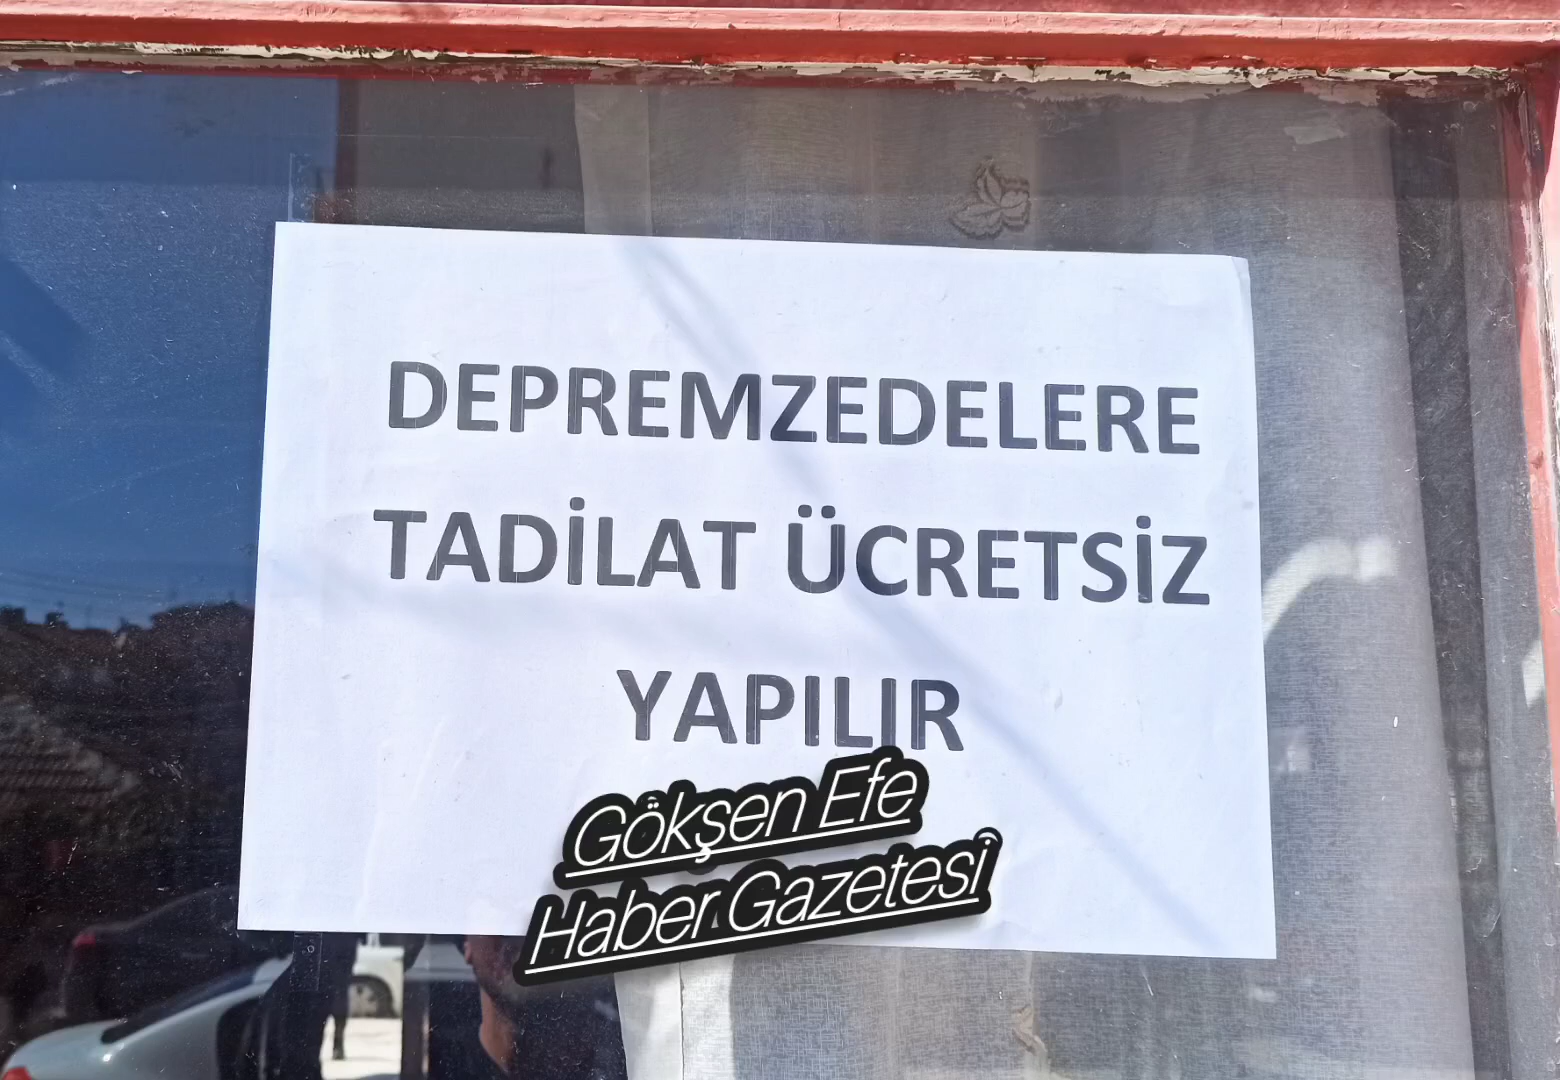 DEPREMZEDELERE
TADİLAT ÜCRETSİZ
YAPILIR
Gökşen Efe
Haber Gazetesi